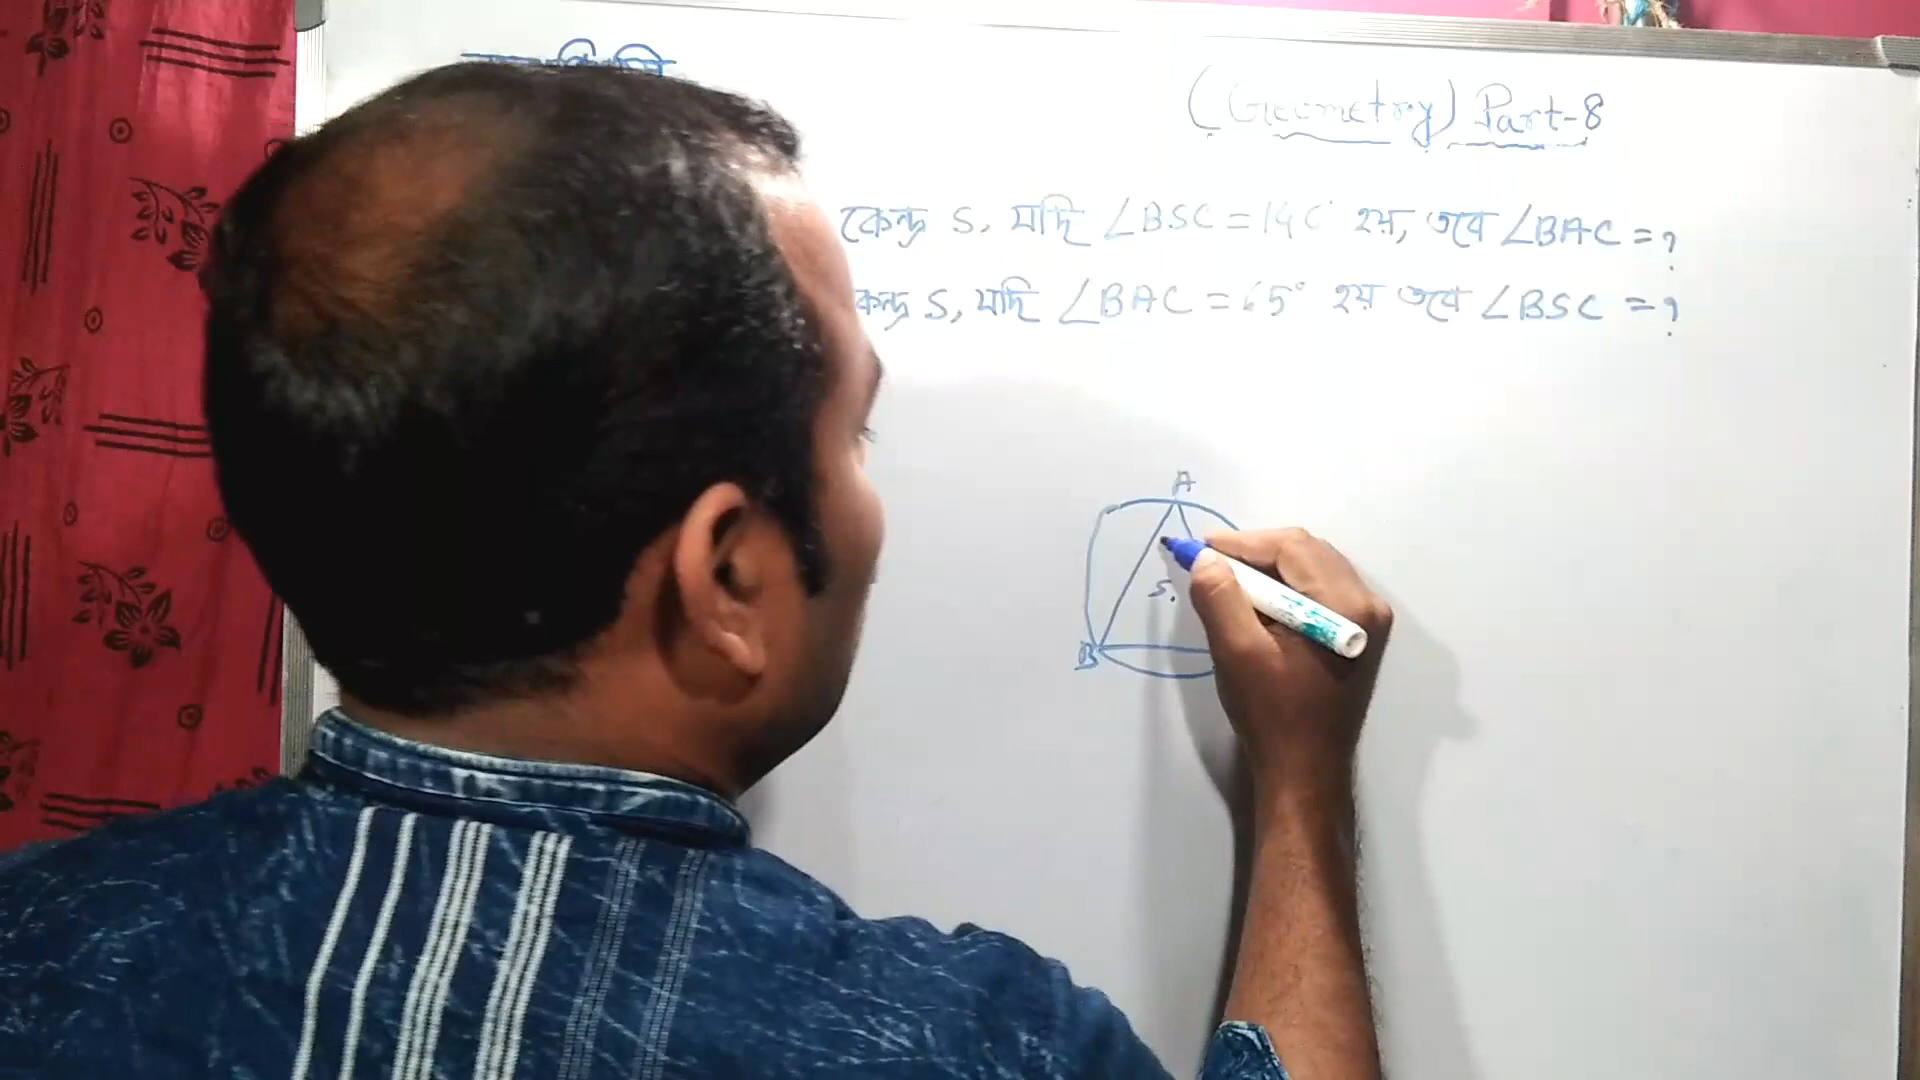 (Geometry) Part-8
কেন্দ্র S, যদি ∠BSC = 140° হয়, তবে ∠BAC = ?
কেন্দ্র S, যদি ∠BAC = 65° হয় তবে ∠BSC = ?
A
S.
B